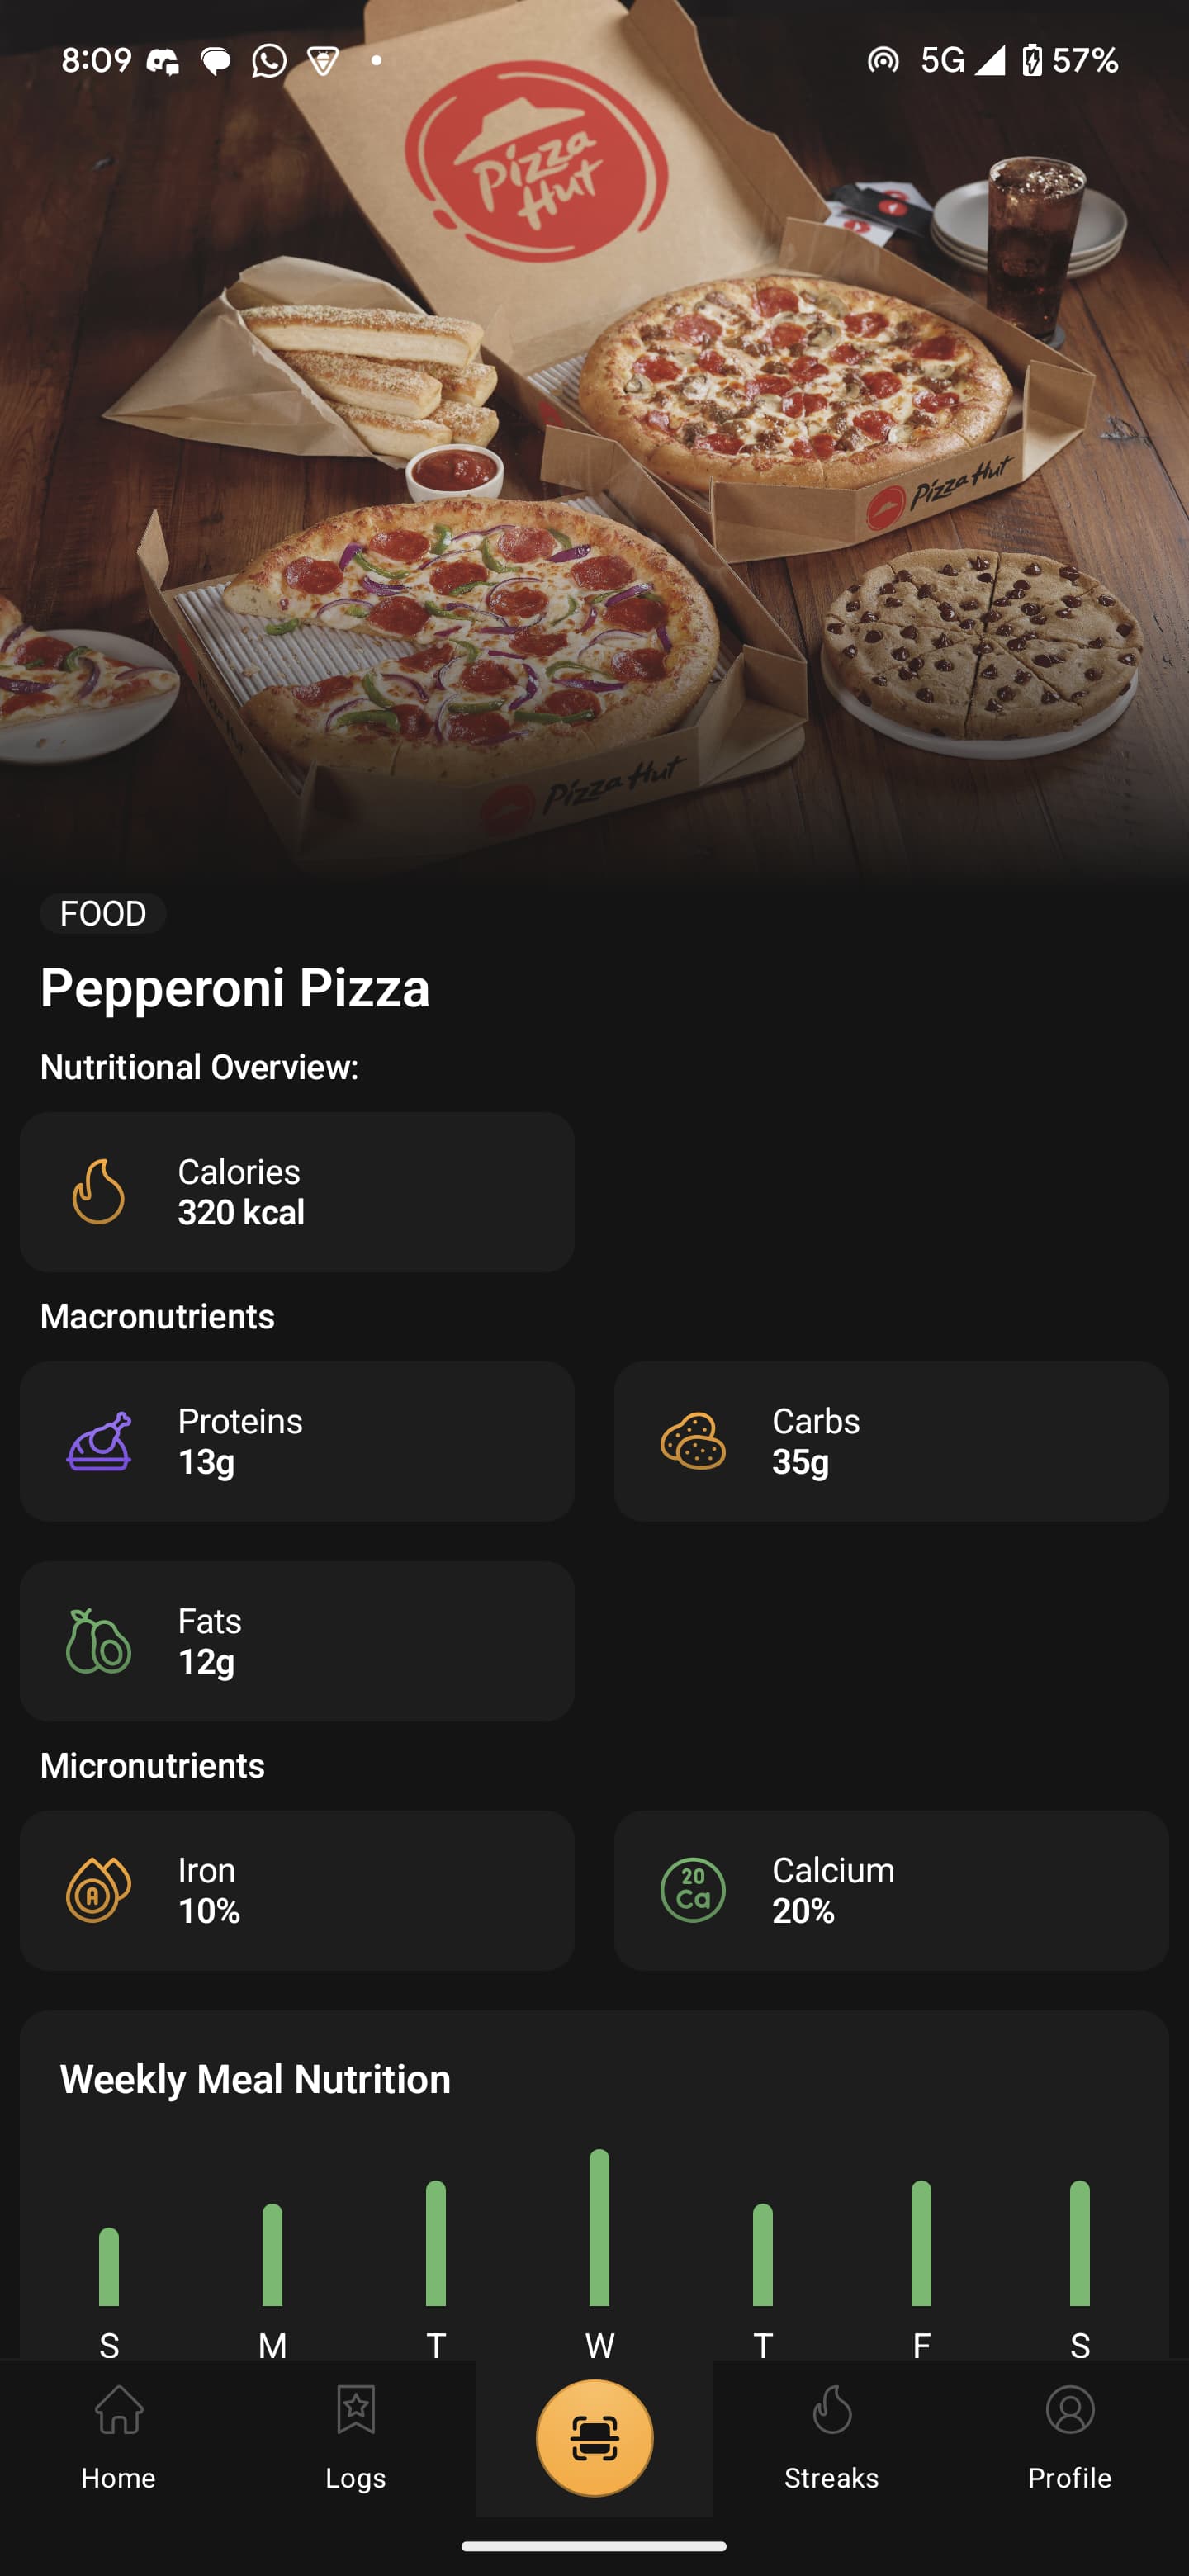 8:09
5G
57%
Pizza
Hut
Pizza Hut
Pizza Hut
FOOD
Pepperoni Pizza
Nutritional Overview:
Calories
320 kcal
Macronutrients
Proteins
13g
Carbs
35g
Fats
12g
Micronutrients
A
Iron
10%
20
Ca
Calcium
20%
Weekly Meal Nutrition
S M T W T F S
Home Logs Streaks Profile